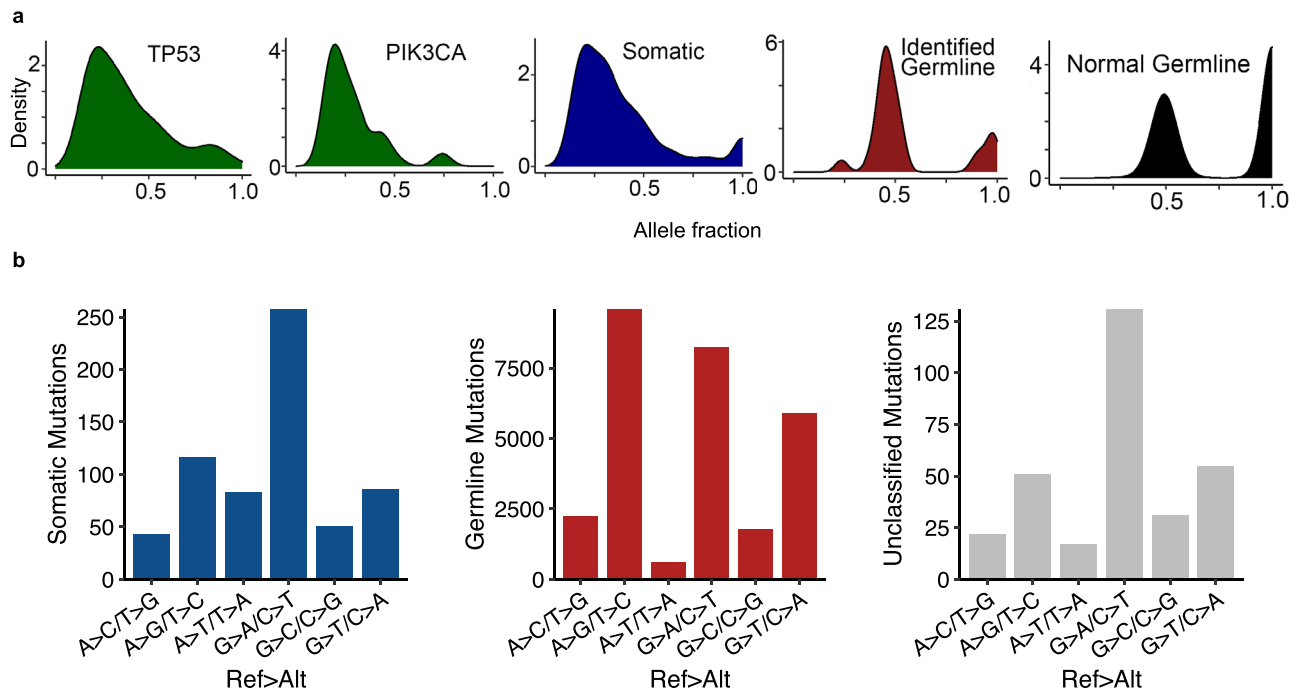 a
TP53
PIK3CA
Somatic
Identified
Germline
Normal Germline
Density
2
0
0.5
1.0
4
0
0.5
1.0
2
0
0.5
1.0
6
0
0.5
1.0
4
0
0.5
1.0
Allele fraction
b
Somatic Mutations
250
200
150
100
50
0
A>C/T>G
A>G/T>C
A>T/T>A
G>A/C>T
G>C/C>G
G>T/C>A
Ref>Alt
Germline Mutations
7500
5000
2500
0
A>C/T>G
A>G/T>C
A>T/T>A
G>A/C>T
G>C/C>G
G>T/C>A
Ref>Alt
Unclassified Mutations
125
100
75
50
25
0
A>C/T>G
A>G/T>C
A>T/T>A
G>A/C>T
G>C/C>G
G>T/C>A
Ref>Alt